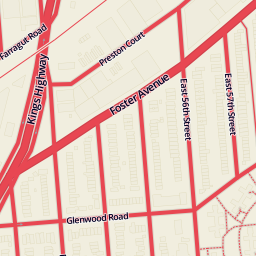 Farragut Road
Preston Court
Kings Highway
Foster Avenue
East 56th Street
East 57th Street
Glenwood Road